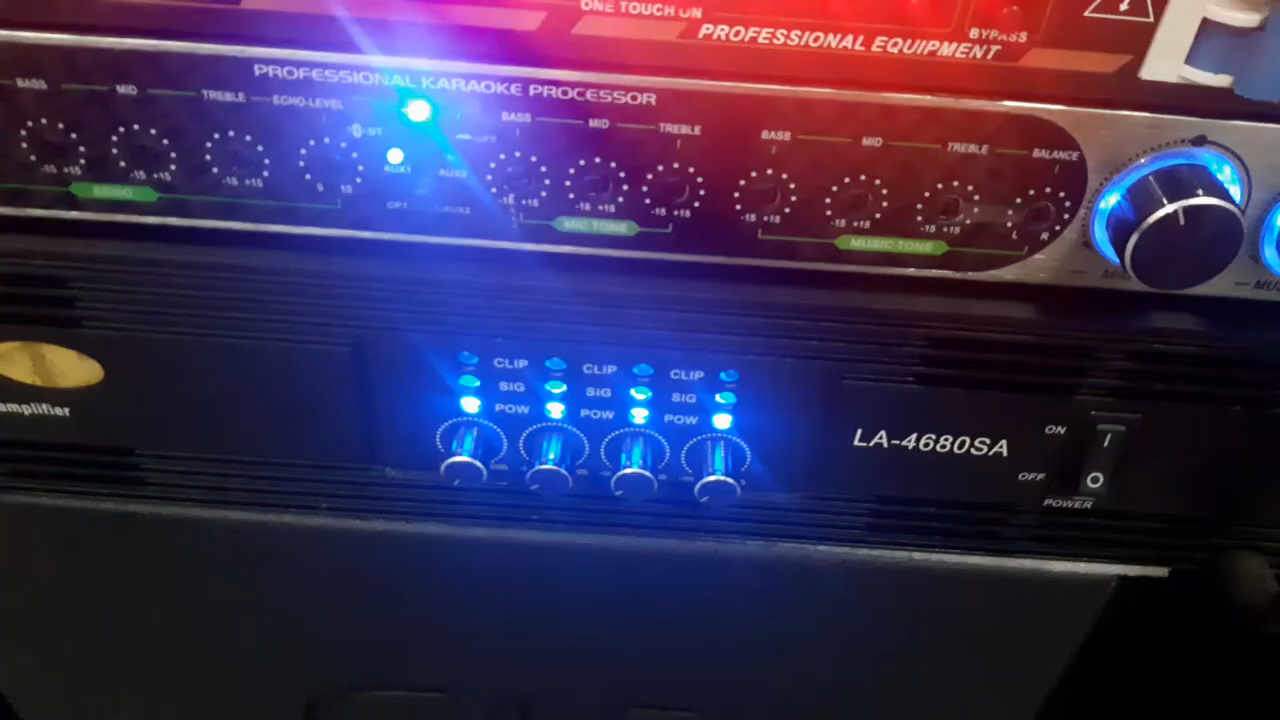 ONE TOUCH ON
BYPASS
PROFESSIONAL EQUIPMENT
PROFESSIONAL KARAOKE PROCESSOR
BASS MID TREBLE ECHO-LEVEL BASS MID TREBLE BASS MID TREBLE BALANCE
AUX1
-15 +15 -15 +15 -15 +15 0 10 -15 +15 -15 +15 -15 +15 -15 +15 -15 +15 -15 +15 L R
OPT
MIC TONE MUSIC TONE
CLIP CLIP CLIP
SIG SIG SIG
POW POW POW
amplifier
LA-4680SA
ON
OFF
POWER